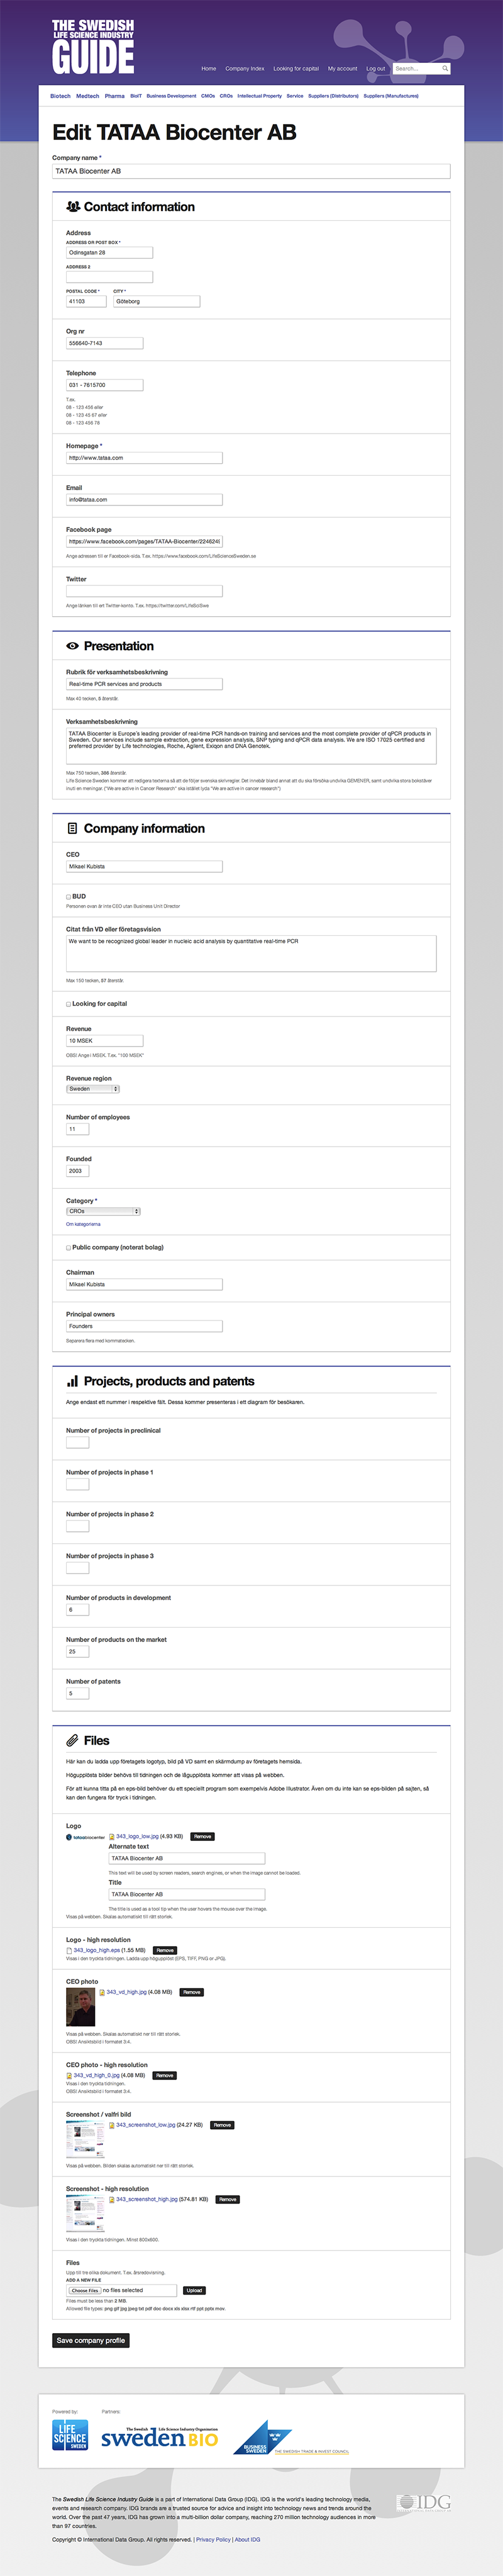 THE SWEDISH
LIFE SCIENCE INDUSTRY
GUIDE
Home Company Index Looking for capital My account Log out Search...
Biotech Medtech Pharma BioIT Business Development CMOs CROs Intellectual Property Service Suppliers (Distributors) Suppliers (Manufactures)
Edit TATAA Biocenter AB
Company name *
TATAA Biocenter AB
Contact information
Address
ADDRESS OR POST BOX *
Odinsgatan 28
ADDRESS 2
POSTAL CODE * CITY *
41103 Göteborg
Org nr
556640-7143
Telephone
031 - 7615700
T.ex.
08 - 123 456 eller
08 - 123 45 67 eller
08 - 123 456 78
Homepage *
http://www.tataa.com
Email
info@tataa.com
Facebook page
https://www.facebook.com/pages/TATAA-Biocenter/224624
Ange adressen till er Facebook-sida. T.ex. https://www.facebook.com/LifeScienceSweden.se
Twitter
Ange länken till ert Twitter-konto. T.ex. https://twitter.com/LifeSciSwe
Presentation
Rubrik för verksamhetsbeskrivning
Real-time PCR services and products
Max 40 tecken, 5 återstår.
Verksamhetsbeskrivning
TATAA Biocenter is Europe's leading provider of real-time PCR hands-on training and services and the most complete provider of qPCR products in
Sweden. Our services include sample extraction, gene expression analysis, SNP typing and qPCR data analysis. We are ISO 17025 certified and
preferred provider by Life technologies, Roche, Agilent, Exiqon and DNA Genotek.
Max 750 tecken, 386 återstår.
Life Science Sweden kommer att redigera texterna så att de följer svenska skrivregler. Det innebär bland annat att ska försöka undvika GEMENER, samt undvika stora bokstäver
inuti en meningar. ("We are active in Cancer Research" ska istället lyda "We are active in cancer research")
Company information
CEO
Mikael Kubista
BUD
Personen ovan är inte CEO utan Business Unit Director
Citat från VD eller företagsvision
We want to be recognized global leader in nucleic acid analysis by quantitative real-time PCR
Max 150 tecken, 57 återstår.
Looking for capital
Revenue
10 MSEK
OBS! Ange i MSEK. T.ex. "100 MSEK"
Revenue region
Sweden
Number of employees
11
Founded
2003
Category *
CROs
Om kategorierna
Public company (noterat bolag)
Chairman
Mikael Kubista
Principal owners
Founders
Separera flera med kommatecken.
Projects, products and patents
Ange endast ett nummer i respektive fält. Dessa kommer presenteras i ett diagram för besökaren.
Number of projects in preclinical
Number of projects in phase 1
Number of projects in phase 2
Number of projects in phase 3
Number of products in development
6
Number of products on the market
25
Number of patents
5
Files
Här kan du ladda upp företagets logotyp, bild på VD samt en skärmdump av företagets hemsida.
Högupplösta bilder behövs till tidningen och de lågupplösta kommer att visas på webben.
För att kunna titta på en eps-bild behöver du ett speciellt program som exempelvis Adobe Illustrator. Även om du inte kan se eps-bilden på sajten, så
kan den fungera för tryck i tidningen.
Logo
tataabiocenter 343_logo_low.jpg (4.93 KB) Remove
Alternate text
TATAA Biocenter AB
This text will be used by screen readers, search engines, or when the image cannot be loaded.
Title
TATAA Biocenter AB
The title is used as a tool tip when the user hovers the mouse over the image.
Visas på webben. Skalas automatiskt ner till rätt storlek.
Logo - high resolution
343_logo_high.eps (1.55 MB) Remove
Visas i den tryckta tidningen. Ladda upp högupplöst (EPS, TIFF, PNG or JPG).
CEO photo
343_vd_high.jpg (4.08 MB) Remove
Visas på webben. Skalas automatiskt ner till rätt storlek.
OBS! Ansiktsbild i formatet 3:4.
CEO photo - high resolution
343_vd_high_0.jpg (4.08 MB) Remove
Visas i den tryckta tidningen.
OBS! Ansiktsbild i formatet 3:4.
Screenshot / valfri bild
343_screenshot_low.jpg (24.27 KB) Remove
Visas på webben. Bilden skalas automatiskt ner till rätt storlek.
Screenshot - high resolution
343_screenshot_high.jpg (574.81 KB) Remove
Visas i den tryckta tidningen. Minst 800x600.
Files
Upp till tre olika dokument, T.ex. årsredovisning.
ADD A NEW FILE
Choose Files no files selected Upload
Files must be less than 2 MB.
Allowed file types: png gif jpg jpeg txt pdf doc docx xls xlsx rtf ppt pptx mov.
Save company profile
Powered by: Partners:
LIFE
SCIENCE
SWEDEN
The Swedish Life Science Industry Organization
swedenBIO
BUSINESS
SWEDEN
THE SWEDISH TRADE & INVEST COUNCIL
The Swedish Life Science Industry Guide is a part of International Data Group (IDG). IDG is the world's leading technology media,
events and research company. IDG brands are a trusted source for advice and insight into technology news and trends around the
world. Over the past 47 years, IDG has grown into a multi-billion dollar company, reaching 270 million technology audiences in more
than 97 countries.
IDG
Copyright © International Data Group. All rights reserved. | Privacy Policy | About IDG